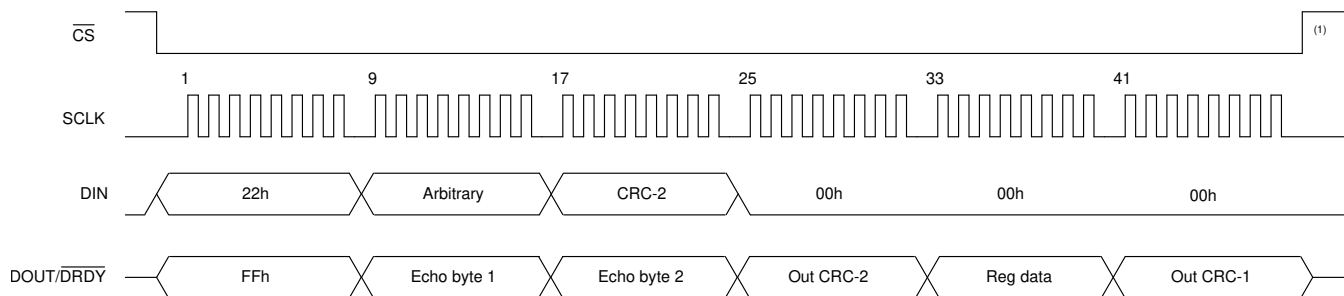 CS (1)
1 9 17 25 33 41
SCLK
DIN 22h Arbitrary CRC-2 00h 00h 00h
DOUT/DRDY FFh Echo byte 1 Echo byte 2 Out CRC-2 Reg data Out CRC-1